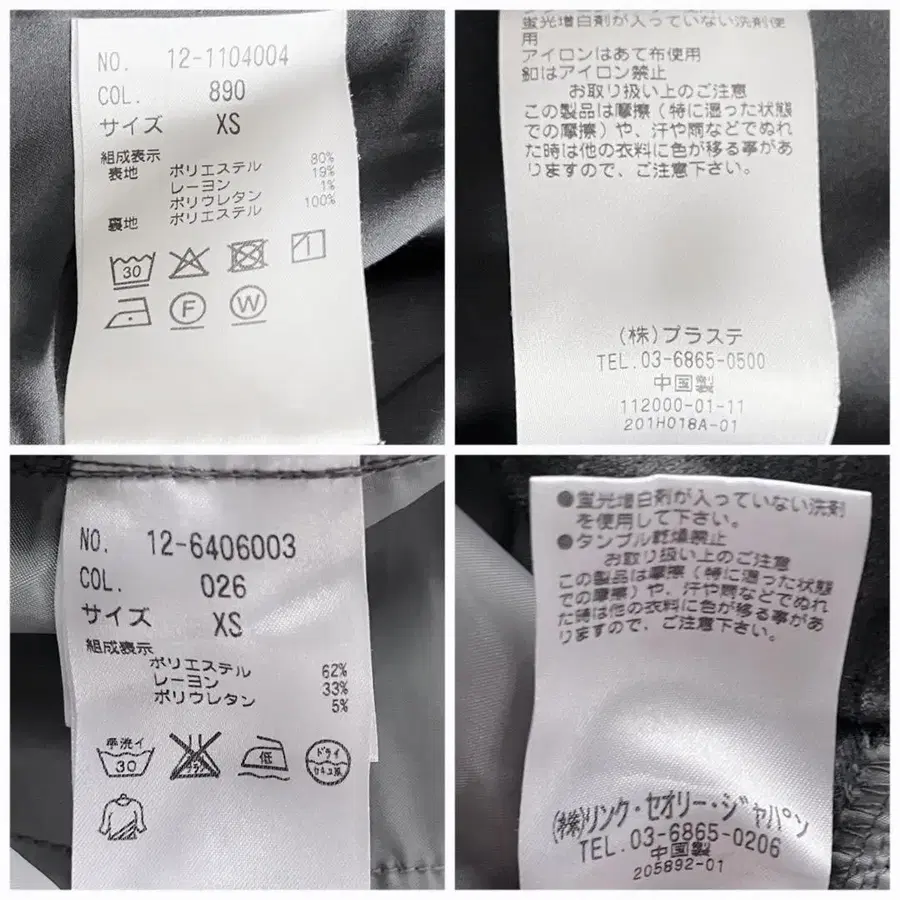 NO. 12-1104004
COL. 890
サイズ XS
組成表示
表地 ポリエステル 80%
レーヨン 19%
ポリウレタン 1%
裏地 ポリエステル 100%
30
F W
蛍光増白剤が入っていない洗剤使
用
アイロンはあて布使用
釦はアイロン禁止
お取り扱い上のご注意
この製品は摩擦（特に湿った状態
での摩擦）や、汗や雨などでぬれ
た時は他の衣料に色が移る事があ
りますので、ご注意下さい。
(株)プラステ
TEL.03-6865-0500
中国製
112000-01-11
201H018A-01
NO. 12-6406003
COL. 026
サイズ XS
組成表示
ポリエステル 62%
レーヨン 33%
ポリウレタン 5%
手洗イ
30
エンソ
サラシ
低
ドライ
セキユ系
●蛍光増白剤が入っていない洗剤
を使用して下さい。
●タンブル乾燥禁止
お取り扱い上のご注意
この製品は摩擦（特に湿った状態
での摩擦）や、汗や雨などでぬれ
た時は他の衣料に色が移る事があ
りますので、ご注意下さい。
(株)リンク・セオリー・ジャパン
TEL.03-6865-0206
中国製
205892-01